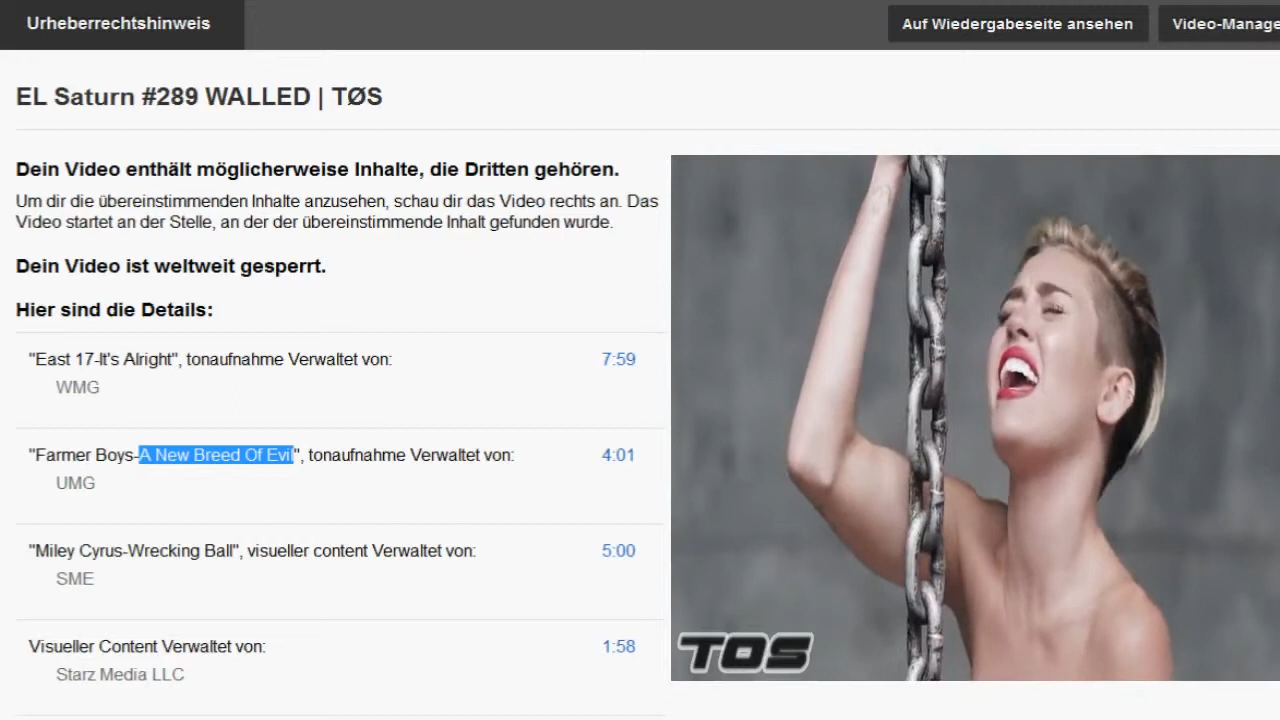 Urheberrechtshinweis
Auf Wiedergabeseite ansehen
Video-Manage
EL Saturn #289 WALLED | TØS
Dein Video enthält möglicherweise Inhalte, die Dritten gehören.
Um dir die übereinstimmenden Inhalte anzusehen, schau dir das Video rechts an. Das
Video startet an der Stelle, an der der übereinstimmende Inhalt gefunden wurde.
Dein Video ist weltweit gesperrt.
Hier sind die Details:
"East 17-It's Alright", tonaufnahme Verwaltet von: 7:59
WMG
"Farmer Boys-A New Breed Of Evil", tonaufnahme Verwaltet von: 4:01
UMG
"Miley Cyrus-Wrecking Ball", visueller content Verwaltet von: 5:00
SME
Visueller Content Verwaltet von: 1:58
Starz Media LLC
TOS